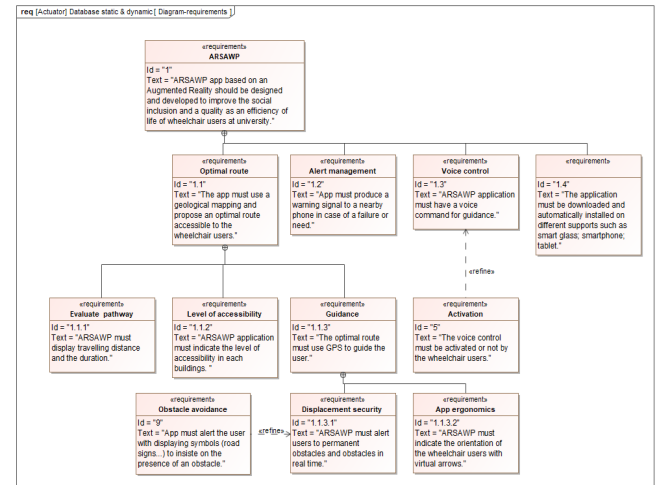 req [Actuator] Database static & dynamic [ Diagram-requirements ]
«requirement»
ARSAWP
Id = "1"
Text = "ARSAWP app based on an
Augmented Reality should be designed
and developed to improve the social
inclusion and a quality as an efficiency of
life of wheelchair users at university."
«requirement»
Optimal route
Id = "1.1"
Text = "The app must use a
geological mapping and
propose an optimal route
accessible to the
wheelchair users."
«requirement»
Alert management
Id = "1.2"
Text = "App must produce a
warning signal to a nearby
phone in case of a failure or
need."
«requirement»
Voice control
Id = "1.3"
Text = "ARSAWP application
must have a voice
command for guidance."
«requirement»
Id = "1.4"
Text = "The application
must be downloaded and
automatically installed on
different supports such as
smart glass; smartphone;
tablet."
«refine»
«requirement»
Evaluate pathway
Id = "1.1.1"
Text = "ARSAWP must
display travelling distance
and the duration."
«requirement»
Level of accessibility
Id = "1.1.2"
Text = "ARSAWP application
must indicate the level of
accessibility in each
buildings. "
«requirement»
Guidance
Id = "1.1.3"
Text = "The optimal route
must use GPS to guide the
user."
«requirement»
Activation
Id = "5"
Text = "The voice control
must be activated or not by
the wheelchair users."
«requirement»
Obstacle avoidance
Id = "9"
Text = "App must alert the user
with displaying symbols (road
signs...) to insiste on the
presence of an obstacle."
«refine»
«requirement»
Displacement security
Id = "1.1.3.1"
Text = "ARSAWP must alert
users to permanent
obstacles and obstacles in
real time."
«requirement»
App ergonomics
Id = "1.1.3.2"
Text = "ARSAWP must
indicate the orientation of
the wheelchair users with
virtual arrows."